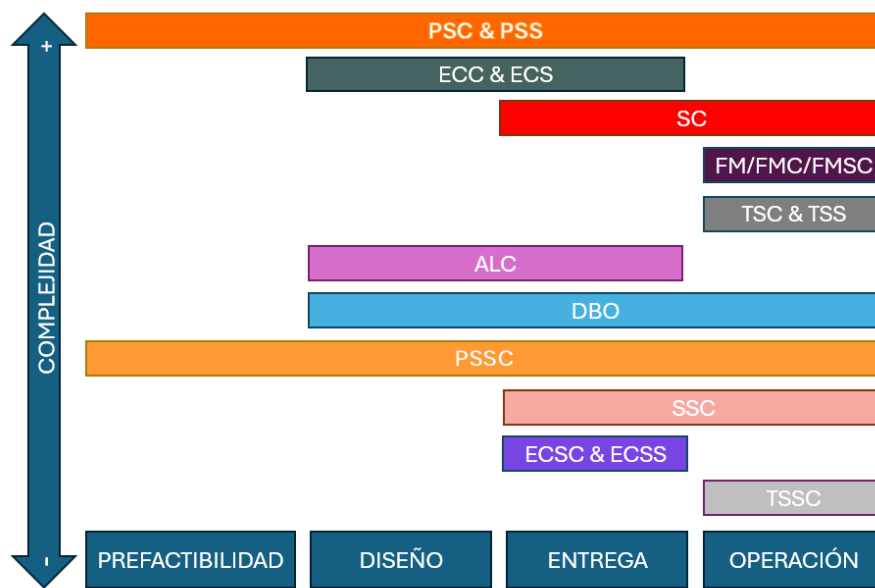 +
PSC & PSS
ECC & ECS
SC
FM/FMC/FMSC
TSC & TSS
ALC
DBO
PSSC
SSC
ECSC & ECSS
TSSC
COMPLEJIDAD
-
PREFACTIBILIDAD
DISEÑO
ENTREGA
OPERACIÓN